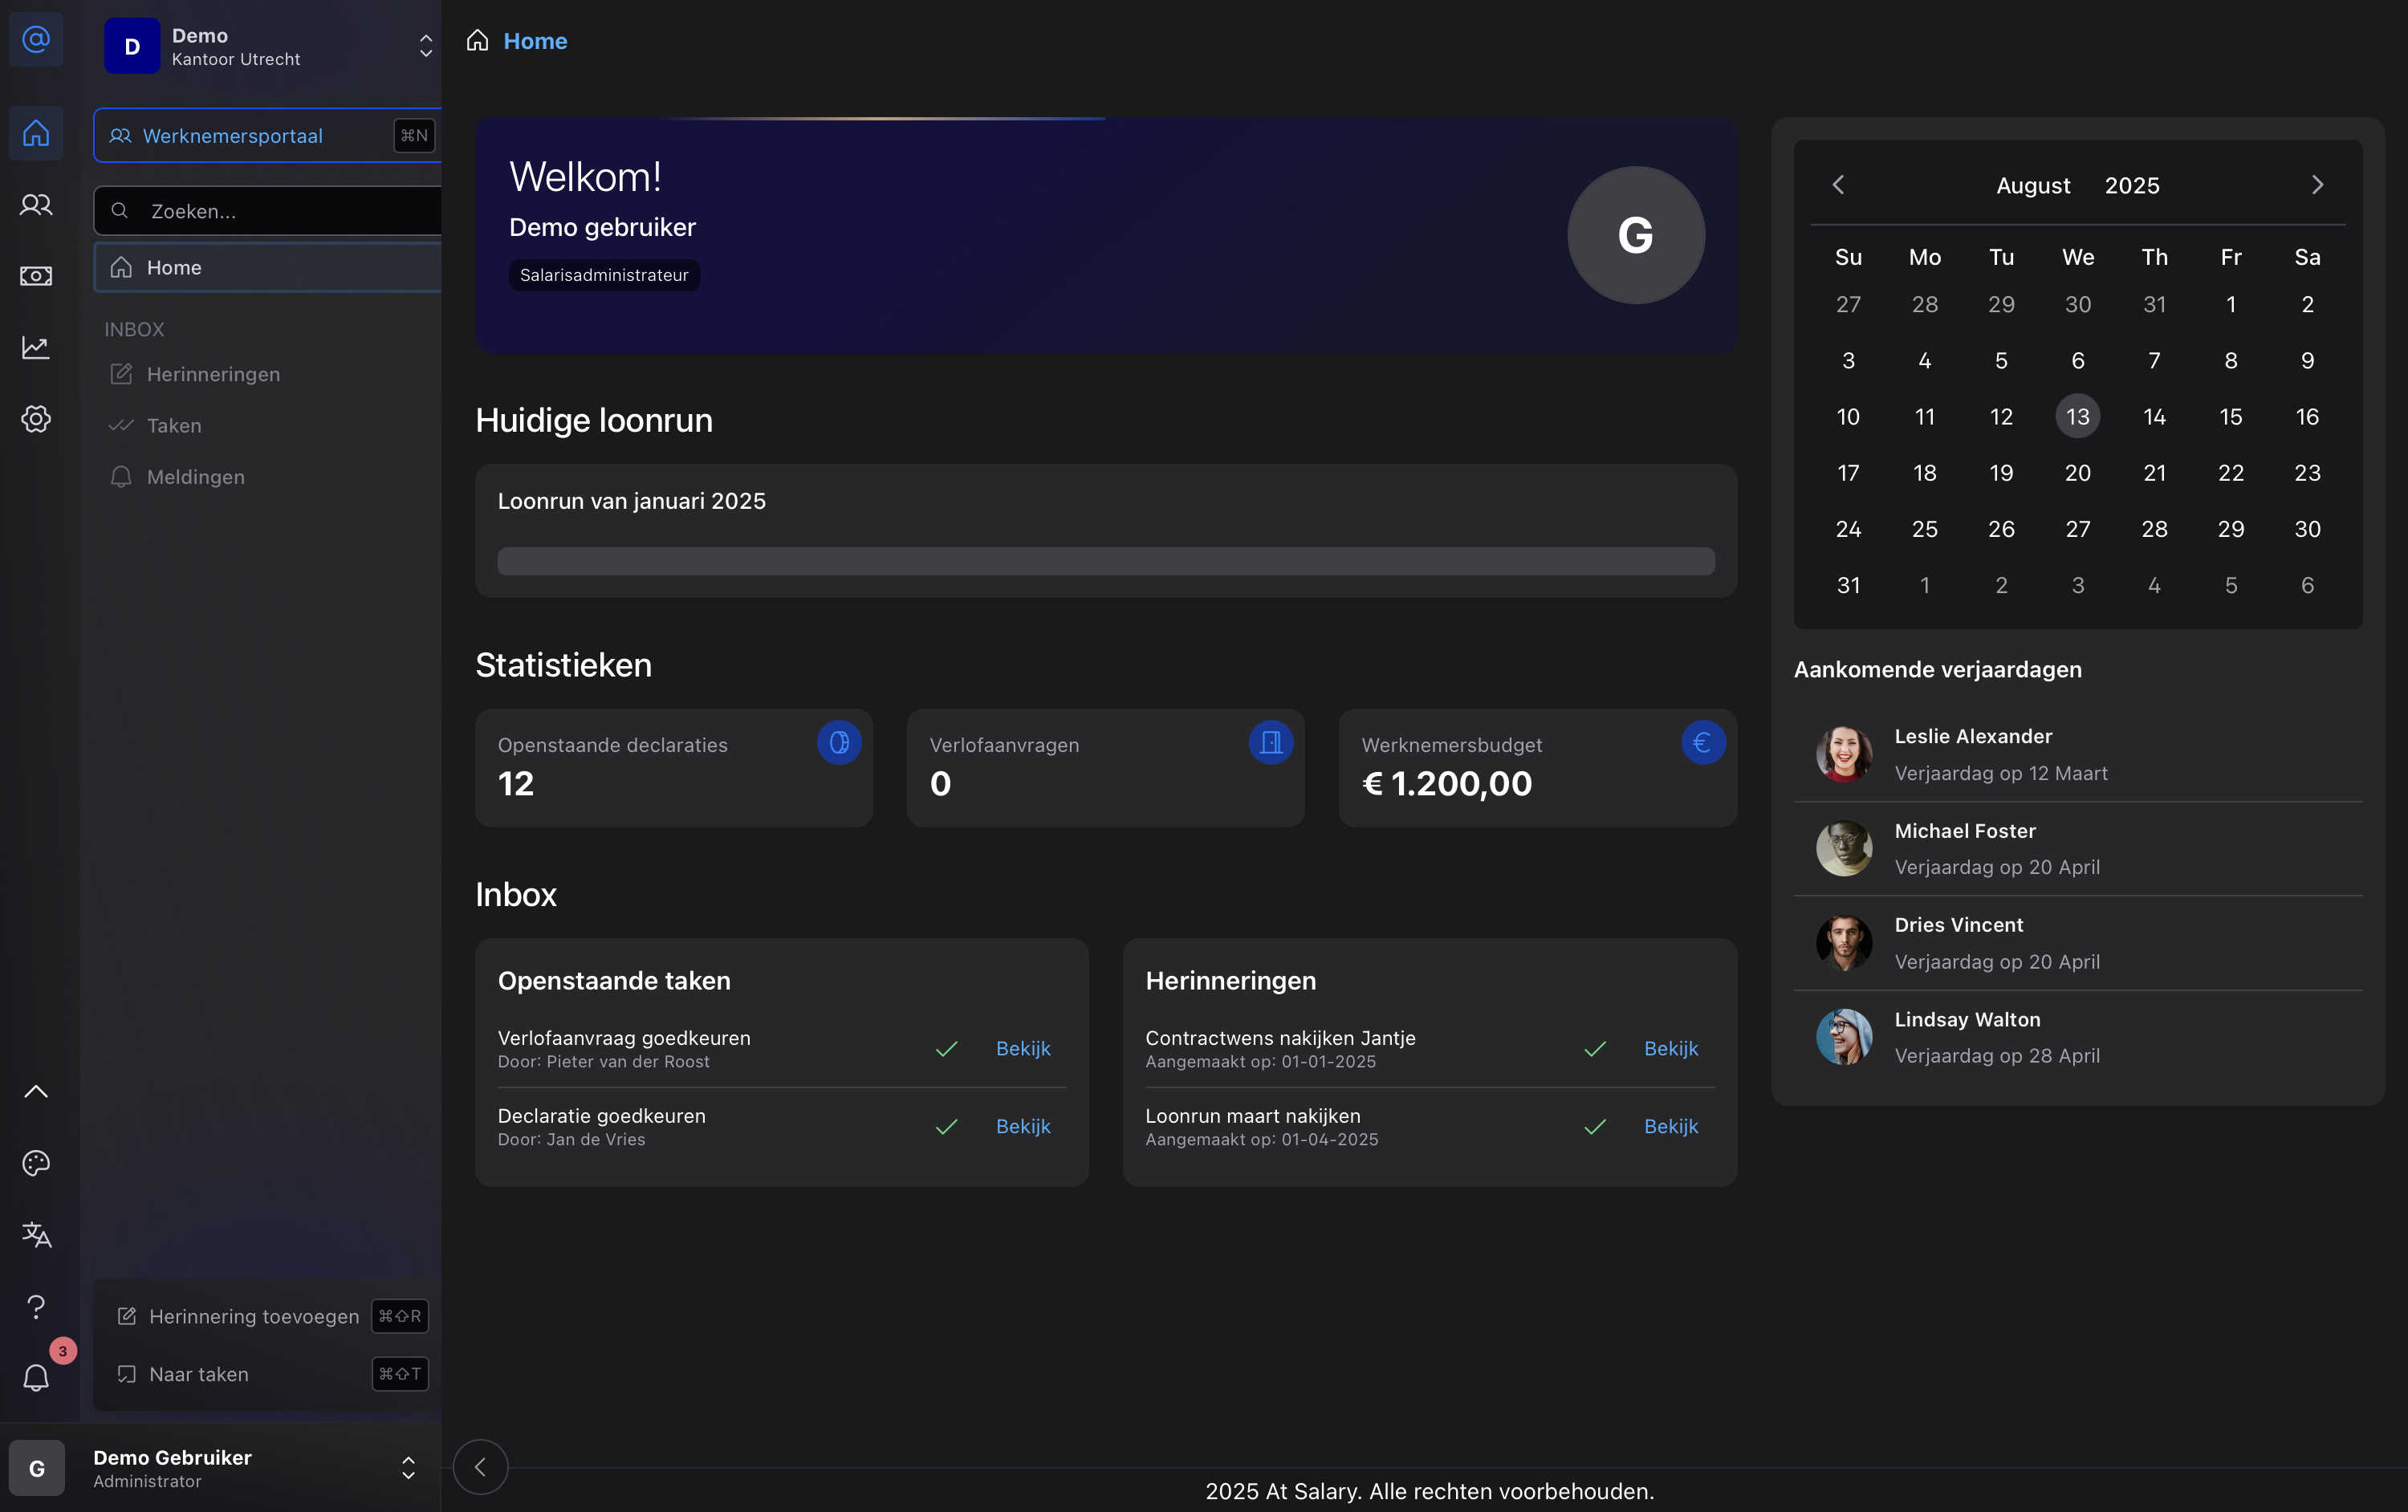 D
Demo
Kantoor Utrecht
Werknemersportaal
⌘N
Zoeken...
Home
INBOX
Herinneringen
Taken
Meldingen
Herinnering toevoegen
⌘⇧R
Naar taken
⌘⇧T
3
G
Demo Gebruiker
Administrator
Home
Welkom!
Demo gebruiker
Salarisadministrateur
G
Huidige loonrun
Loonrun van januari 2025
Statistieken
Openstaande declaraties
12
Verlofaanvragen
0
Werknemersbudget
€ 1.200,00
Inbox
Openstaande taken
Verlofaanvraag goedkeuren
Door: Pieter van der Roost
Bekijk
Declaratie goedkeuren
Door: Jan de Vries
Bekijk
Herinneringen
Contractwens nakijken Jantje
Aangemaakt op: 01-01-2025
Bekijk
Loonrun maart nakijken
Aangemaakt op: 01-04-2025
Bekijk
August 2025
Su Mo Tu We Th Fr Sa
27 28 29 30 31 1 2
3 4 5 6 7 8 9
10 11 12 13 14 15 16
17 18 19 20 21 22 23
24 25 26 27 28 29 30
31 1 2 3 4 5 6
Aankomende verjaardagen
Leslie Alexander
Verjaardag op 12 Maart
Michael Foster
Verjaardag op 20 April
Dries Vincent
Verjaardag op 20 April
Lindsay Walton
Verjaardag op 28 April
2025 At Salary. Alle rechten voorbehouden.